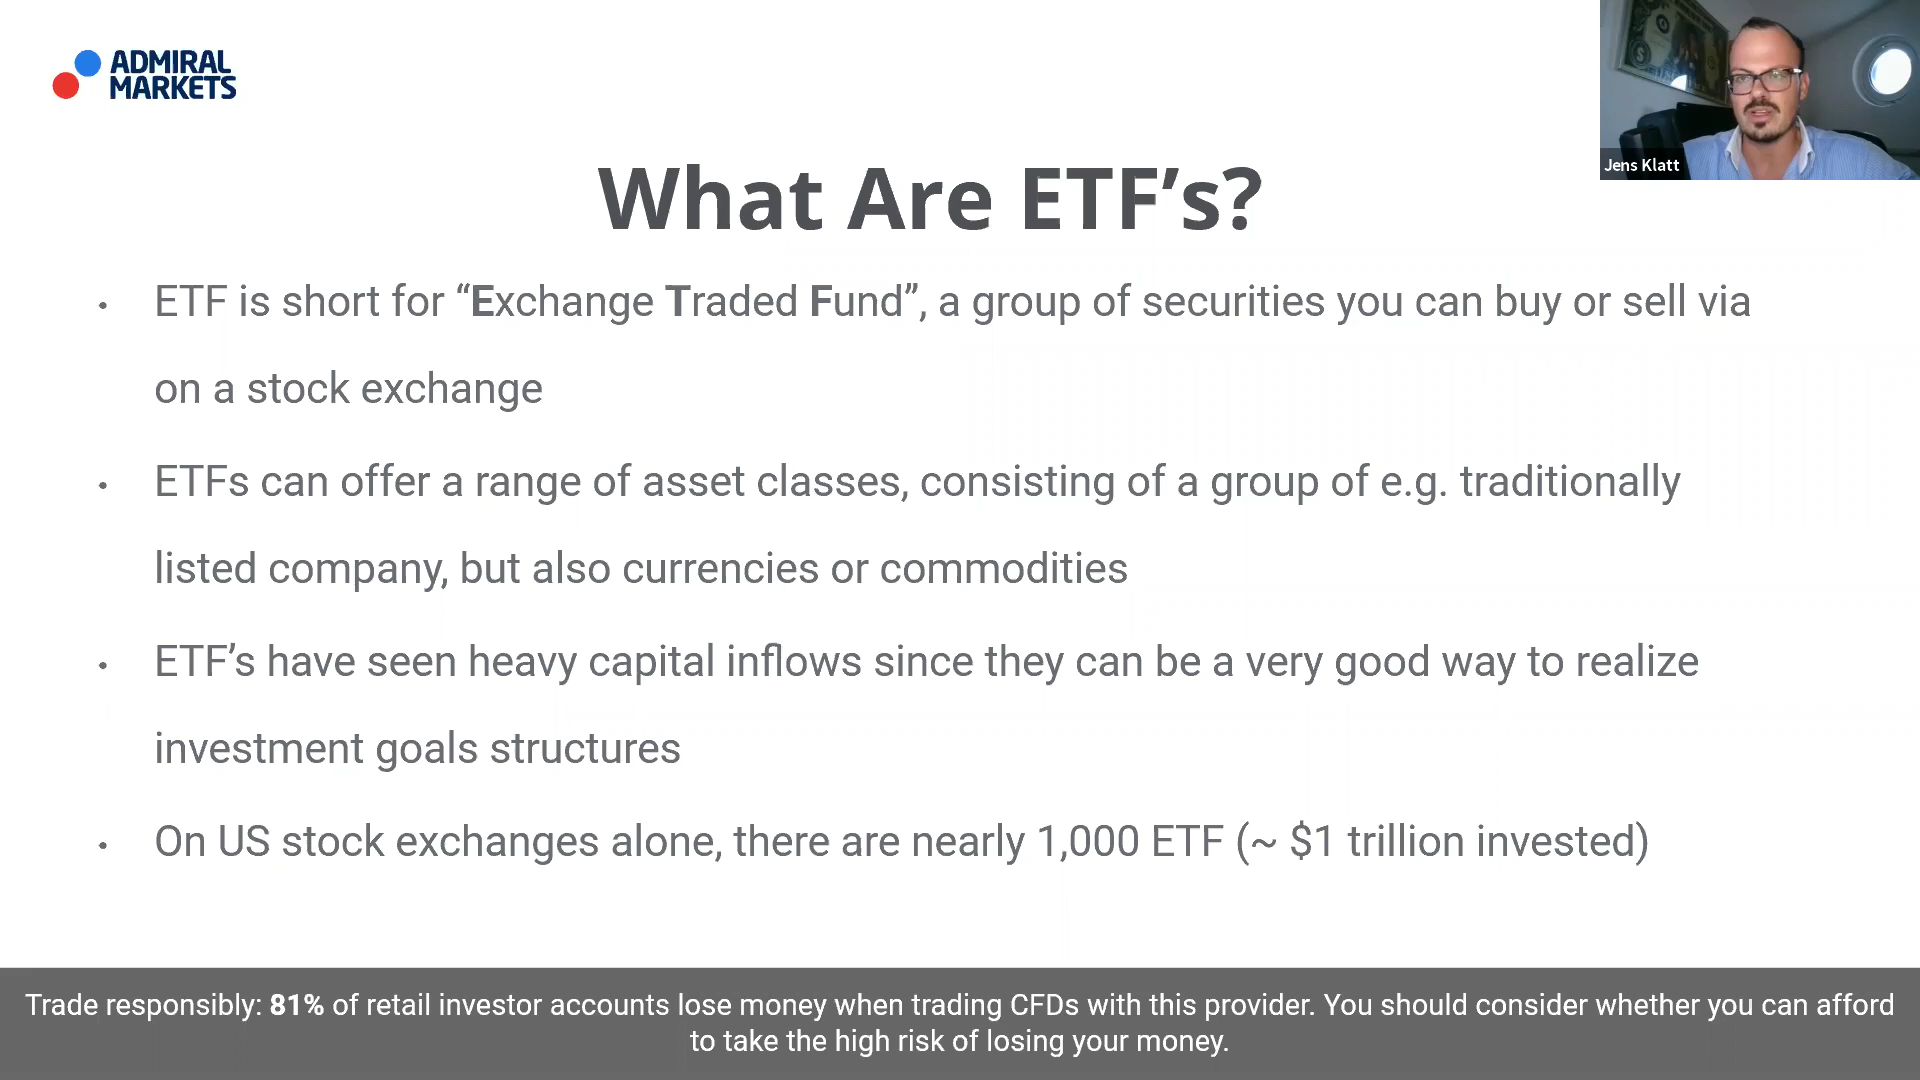 ADMIRAL
MARKETS
Jens Klatt
What Are ETF’s?
• ETF is short for “Exchange Traded Fund”, a group of securities you can buy or sell via
on a stock exchange
• ETFs can offer a range of asset classes, consisting of a group of e.g. traditionally
listed company, but also currencies or commodities
• ETF’s have seen heavy capital inflows since they can be a very good way to realize
investment goals structures
• On US stock exchanges alone, there are nearly 1,000 ETF (~ $1 trillion invested)
Trade responsibly: 81% of retail investor accounts lose money when trading CFDs with this provider. You should consider whether you can afford
to take the high risk of losing your money.